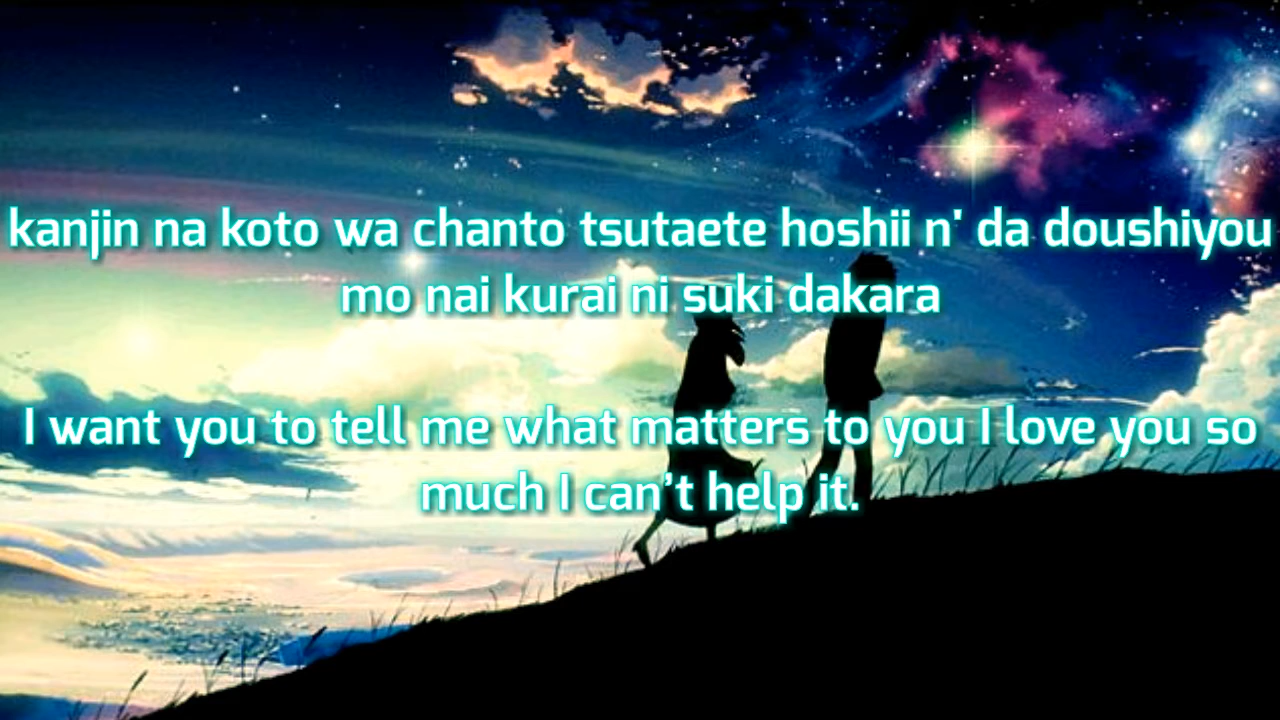 kanjin na koto wa chanto tsutaete hoshii n' da doushiyou
mo nai kurai ni suki dakara
I want you to tell me what matters to you I love you so
much I can’t help it.